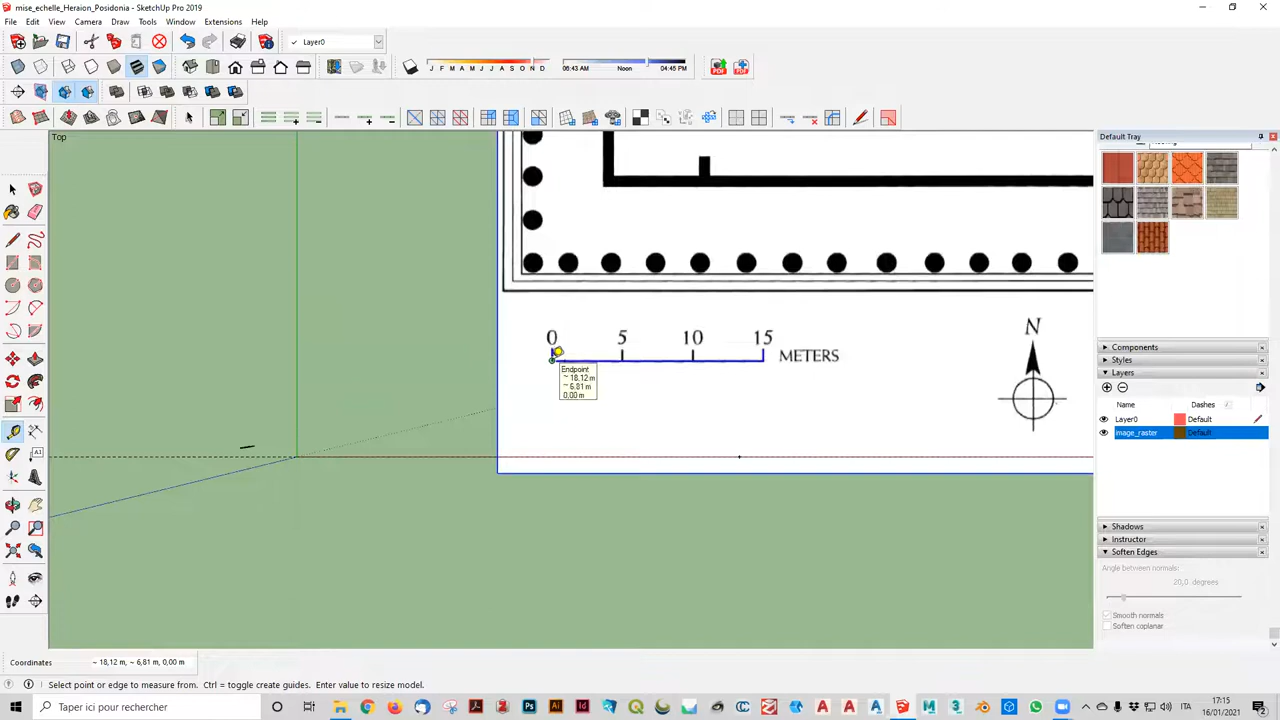 mise_echelle_Heraion_Posidonia - SketchUp Pro 2019
File Edit View Camera Draw Tools Window Extensions Help
Layer0
J F M A M J J A S O N D
06:43 AM Noon 04:45 PM
PDF PDF
Top
Default Tray
0 5 10 15
METERS
N
Endpoint
~ 18,12 m
~ 6,81 m
0,00 m
A1
Components
Styles
Layers
Name Dashes
Layer0 Default
image_raster Default
Shadows
Instructor
Soften Edges
Angle between normals:
20,0 degrees
Smooth normals
Soften coplanar
Coordinates ~ 18,12 m, ~ 6,81 m, 0,00 m
Select point or edge to measure from. Ctrl = toggle create guides. Enter value to resize model.
Taper ici pour rechercher
ITA
17:15
16/01/2021